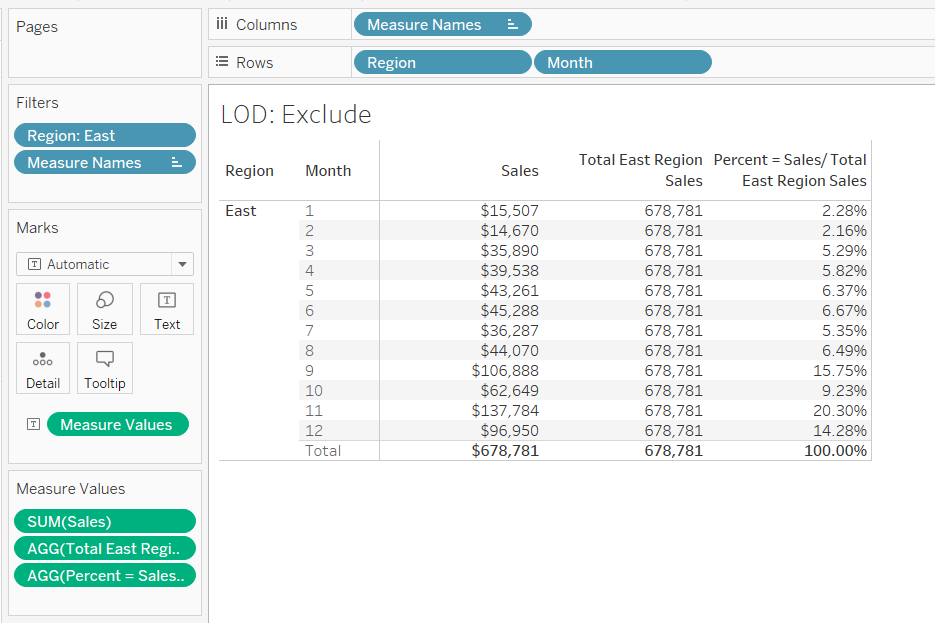 Pages
Columns
Measure Names
Rows
Region Month
Filters
Region: East
Measure Names
Marks
T Automatic
Color Size T Text
Detail Tooltip
T Measure Values
Measure Values
SUM(Sales)
AGG(Total East Regi..
AGG(Percent = Sales..
LOD: Exclude
Region Month Sales Total East Region Sales Percent = Sales/ Total East Region Sales
East 1 $15,507 678,781 2.28%
2 $14,670 678,781 2.16%
3 $35,890 678,781 5.29%
4 $39,538 678,781 5.82%
5 $43,261 678,781 6.37%
6 $45,288 678,781 6.67%
7 $36,287 678,781 5.35%
8 $44,070 678,781 6.49%
9 $106,888 678,781 15.75%
10 $62,649 678,781 9.23%
11 $137,784 678,781 20.30%
12 $96,950 678,781 14.28%
Total $678,781 678,781 100.00%